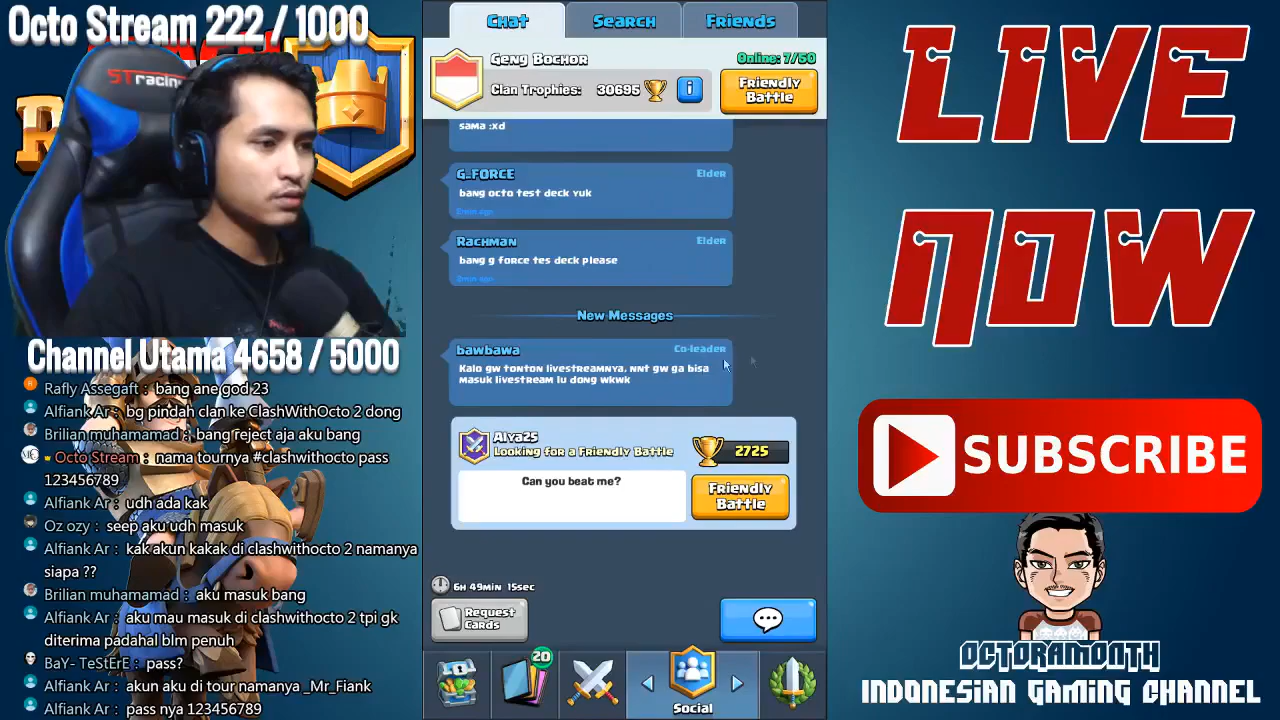 Octo Stream 222 / 1000
STracing
Channel Utama 4658 / 5000
Rafly Assegaft : bang ane god 23
Alfiank Ar : bg pindah clan ke ClashWithOcto 2 dong
Brilian muhamamad : bang reject aja aku bang
Octo Stream : nama tournya #clashwithocto pass
123456789
Alfiank Ar : udh ada kak
Oz ozy : seep aku udh masuk
Alfiank Ar : kak akun kakak di clashwithocto 2 namanya
siapa ??
Brilian muhamamad : aku masuk bang
Alfiank Ar : aku mau masuk di clashwithocto 2 tpi gk
diterima padahal blm penuh
BaY- TeStErE : pass?
Alfiank Ar : akun aku di tour namanya _Mr_Fiank
Alfiank Ar : pass nya 123456789
Chat
Search
Friends
Geng Bochor
Online: 7/50
Clan Trophies: 30695
i
Friendly
Battle
sama :xd
G_FORCE
Elder
bang octo test deck yuk
Rachman
Elder
bang g force tes deck please
New Messages
bawbawa
Co-leader
Kalo gw tonton livestreamnya, nnt gw ga bisa
masuk livestream lu dong wkwk
Alya25
Looking for a Friendly Battle
2725
Can you beat me?
Friendly
Battle
6h 49min 15sec
Request
Cards
20
Social
LIVE
NOW
SUBSCRIBE
OCTORAMONTH
INDONESIAN GAMING CHANNEL